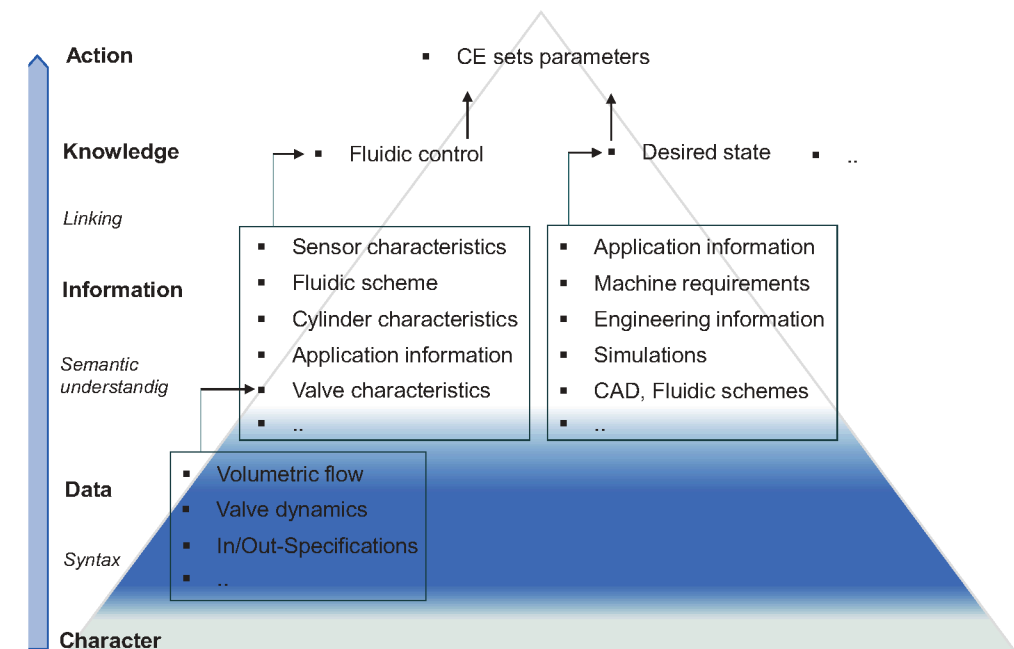 Action
CE sets parameters
Knowledge
Fluidic control
Desired state
..
Linking
Sensor characteristics
Fluidic scheme
Cylinder characteristics
Application information
Valve characteristics
..
Application information
Machine requirements
Engineering information
Simulations
CAD, Fluidic schemes
..
Information
Semantic
understandig
Data
Volumetric flow
Valve dynamics
In/Out-Specifications
..
Syntax
Character